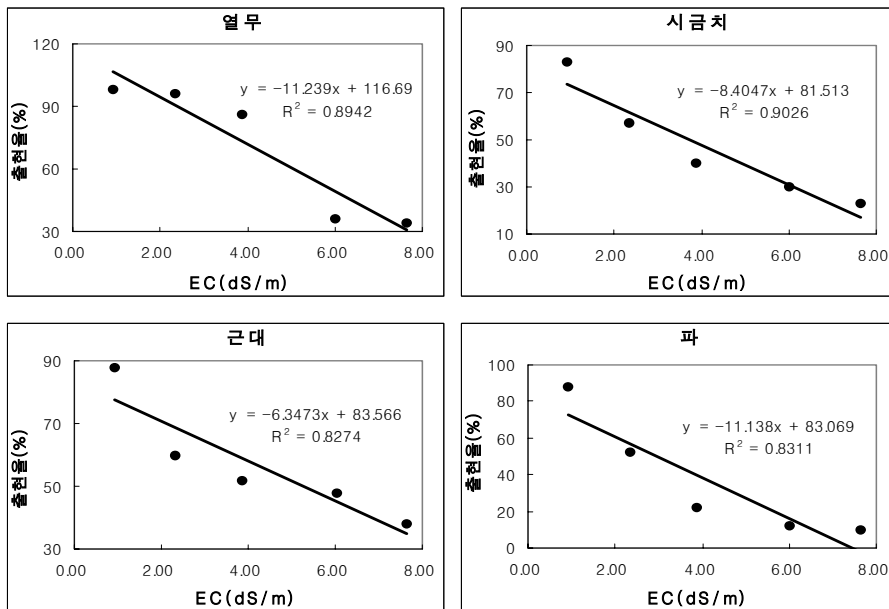 열무
120
90
60
30
출현율(%)
y = -11.239x + 116.69
R² = 0.8942
0.00 2.00 4.00 6.00 8.00
EC(dS/m)
시금치
90
70
50
30
10
출현율(%)
y = -8.4047x + 81.513
R² = 0.9026
0.00 2.00 4.00 6.00 8.00
EC(dS/m)
근대
90
70
50
30
출현율(%)
y = -6.3473x + 83.566
R² = 0.8274
0.00 2.00 4.00 6.00 8.00
EC(dS/m)
파
100
80
60
40
20
0
출현율(%)
y = -11.138x + 83.069
R² = 0.8311
0.00 2.00 4.00 6.00 8.00
EC(dS/m)